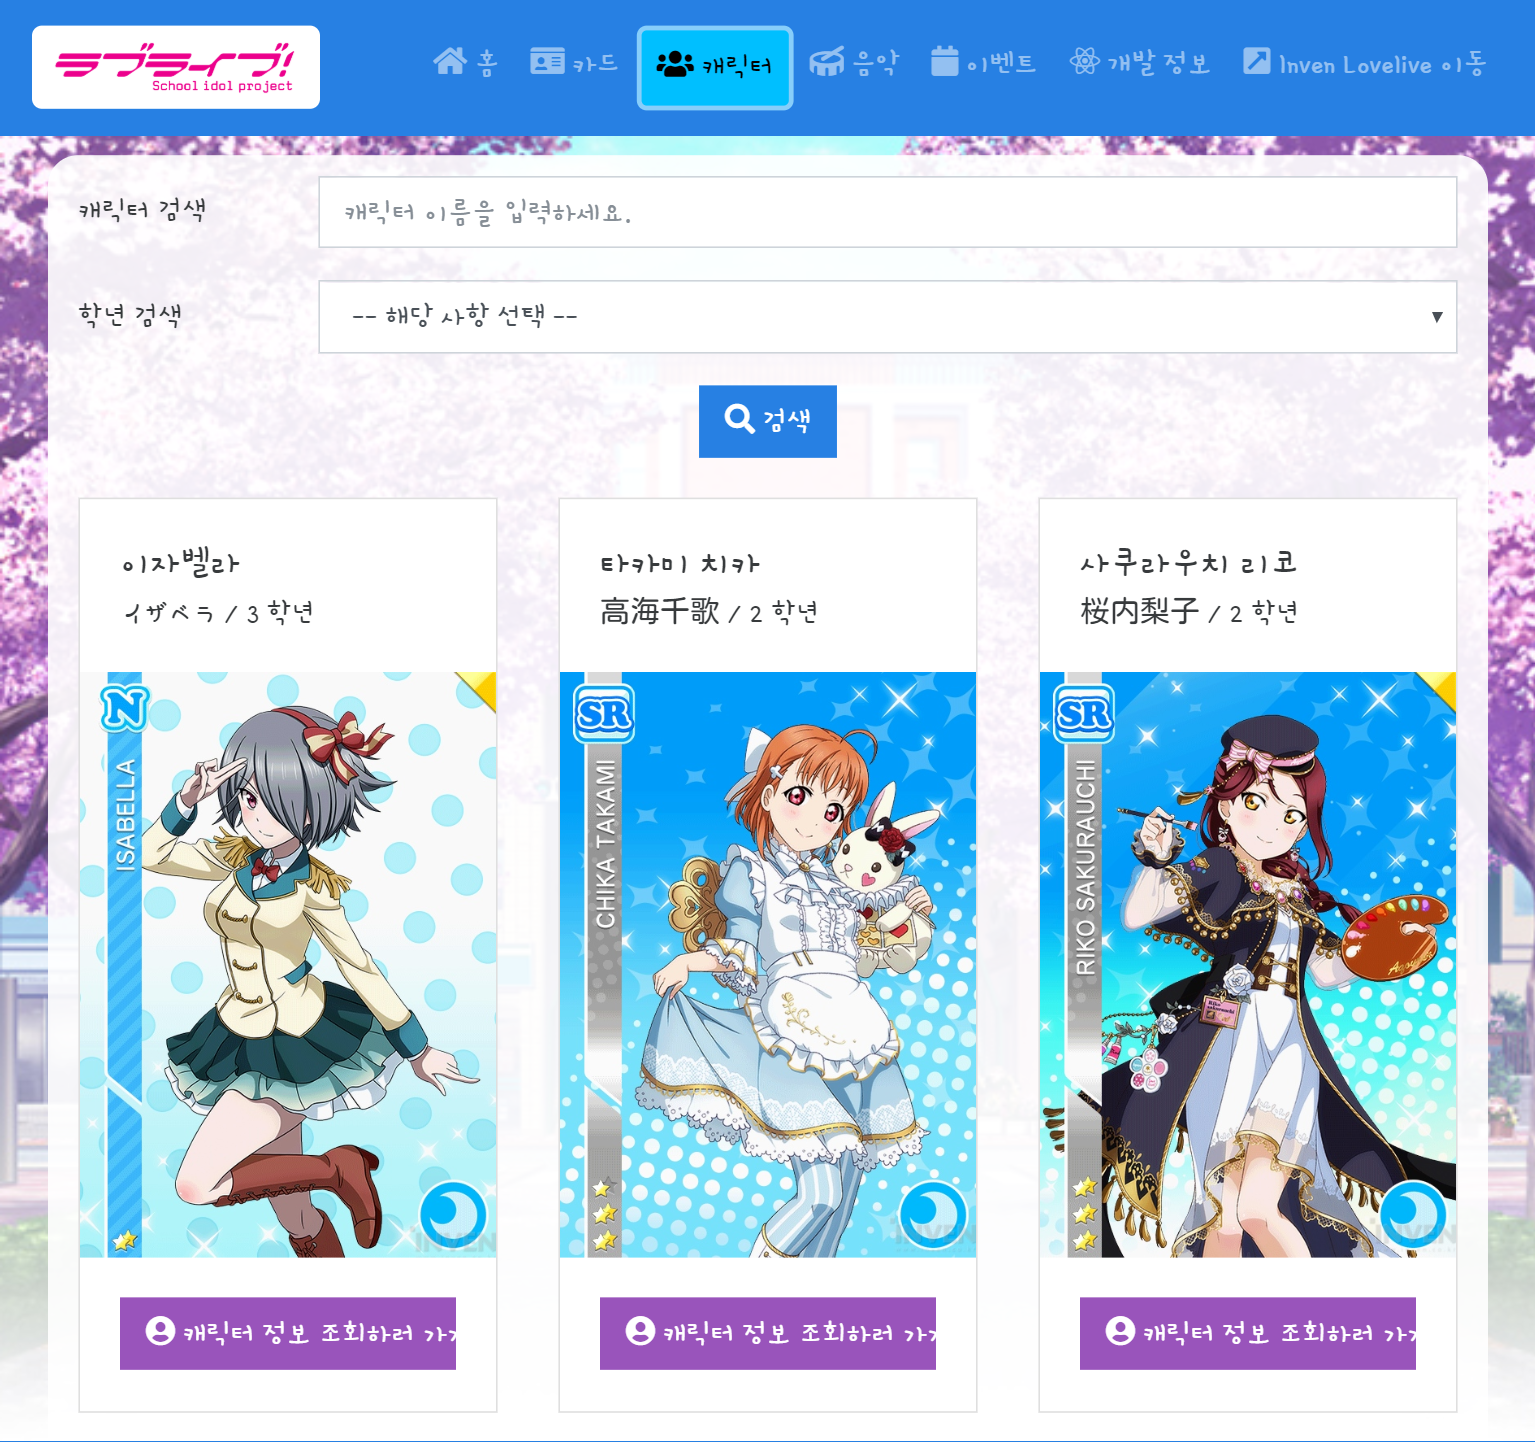 ラブライブ!
School idol project
홈
카드
캐릭터
음악
이벤트
개발 정보
Inven Lovelive 이동
캐릭터 검색
캐릭터 이름을 입력하세요.
학년 검색
-- 해당 사항 선택 --
검색
이자벨라
イザベラ / 3 학년
N
ISABELLA
INVEN
캐릭터 정보 조회하러 가기
타카미 치카
高海千歌 / 2 학년
SR
CHIKA TAKAMI
INVEN
캐릭터 정보 조회하러 가기
사쿠라우치 리코
桜内梨子 / 2 학년
SR
RIKO SAKURAUCHI
INVEN
캐릭터 정보 조회하러 가기